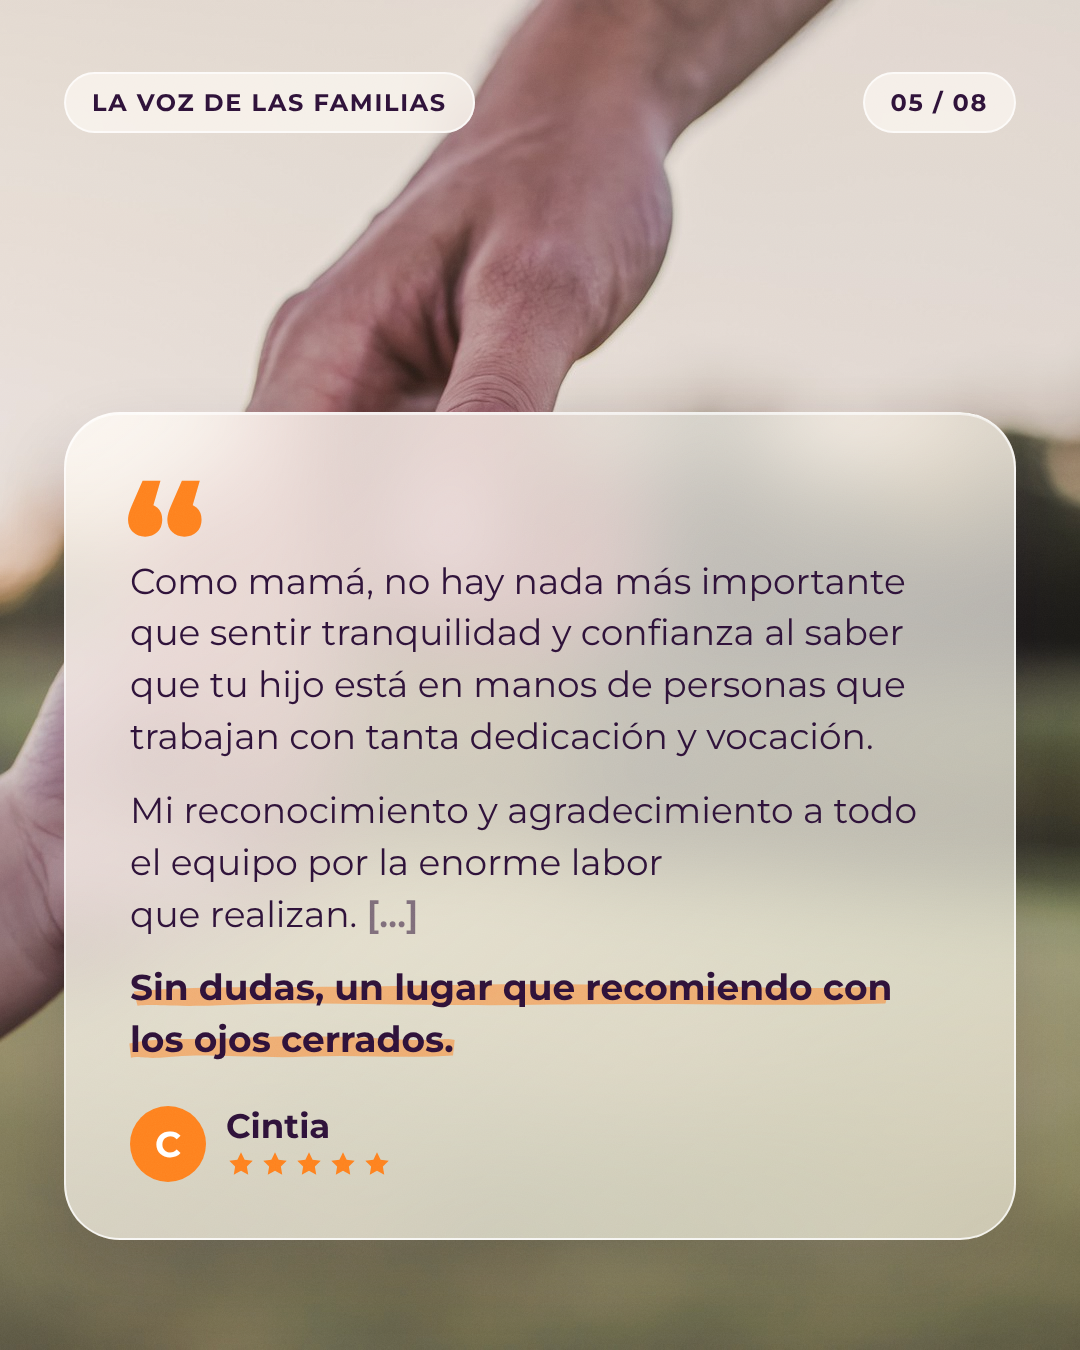 LA VOZ DE LAS FAMILIAS
05 / 08
“
Como mamá, no hay nada más importante
que sentir tranquilidad y confianza al saber
que tu hijo está en manos de personas que
trabajan con tanta dedicación y vocación.
Mi reconocimiento y agradecimiento a todo
el equipo por la enorme labor
que realizan. [...]
Sin dudas, un lugar que recomiendo con
los ojos cerrados.
C
Cintia